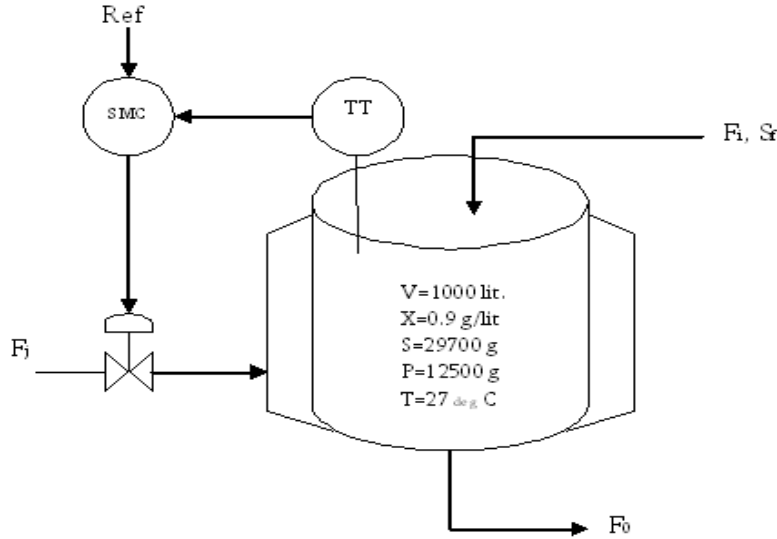 Ref
SMC
TT
Fi, Sf
V=1000 lit.
X=0.9 g/lit
S=29700 g
P=12500 g
T=27 deg C
Fj
F0